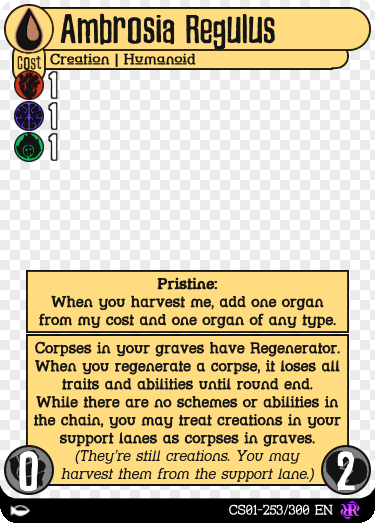 Ambrosia Regulus
COST
Creation | Humanoid
1
1
1
Pristine:
When you harvest me, add one organ
from my cost and one organ of any type.
Corpses in your graves have Regenerator.
When you regenerate a corpse, it loses all
traits and abilities until round end.
While there are no schemes or abilities in
the chain, you may treat creations in your
support lanes as corpses in graves.
(They're still creations. You may
harvest them from the support lane.)
0
2
CS01-253/300 EN